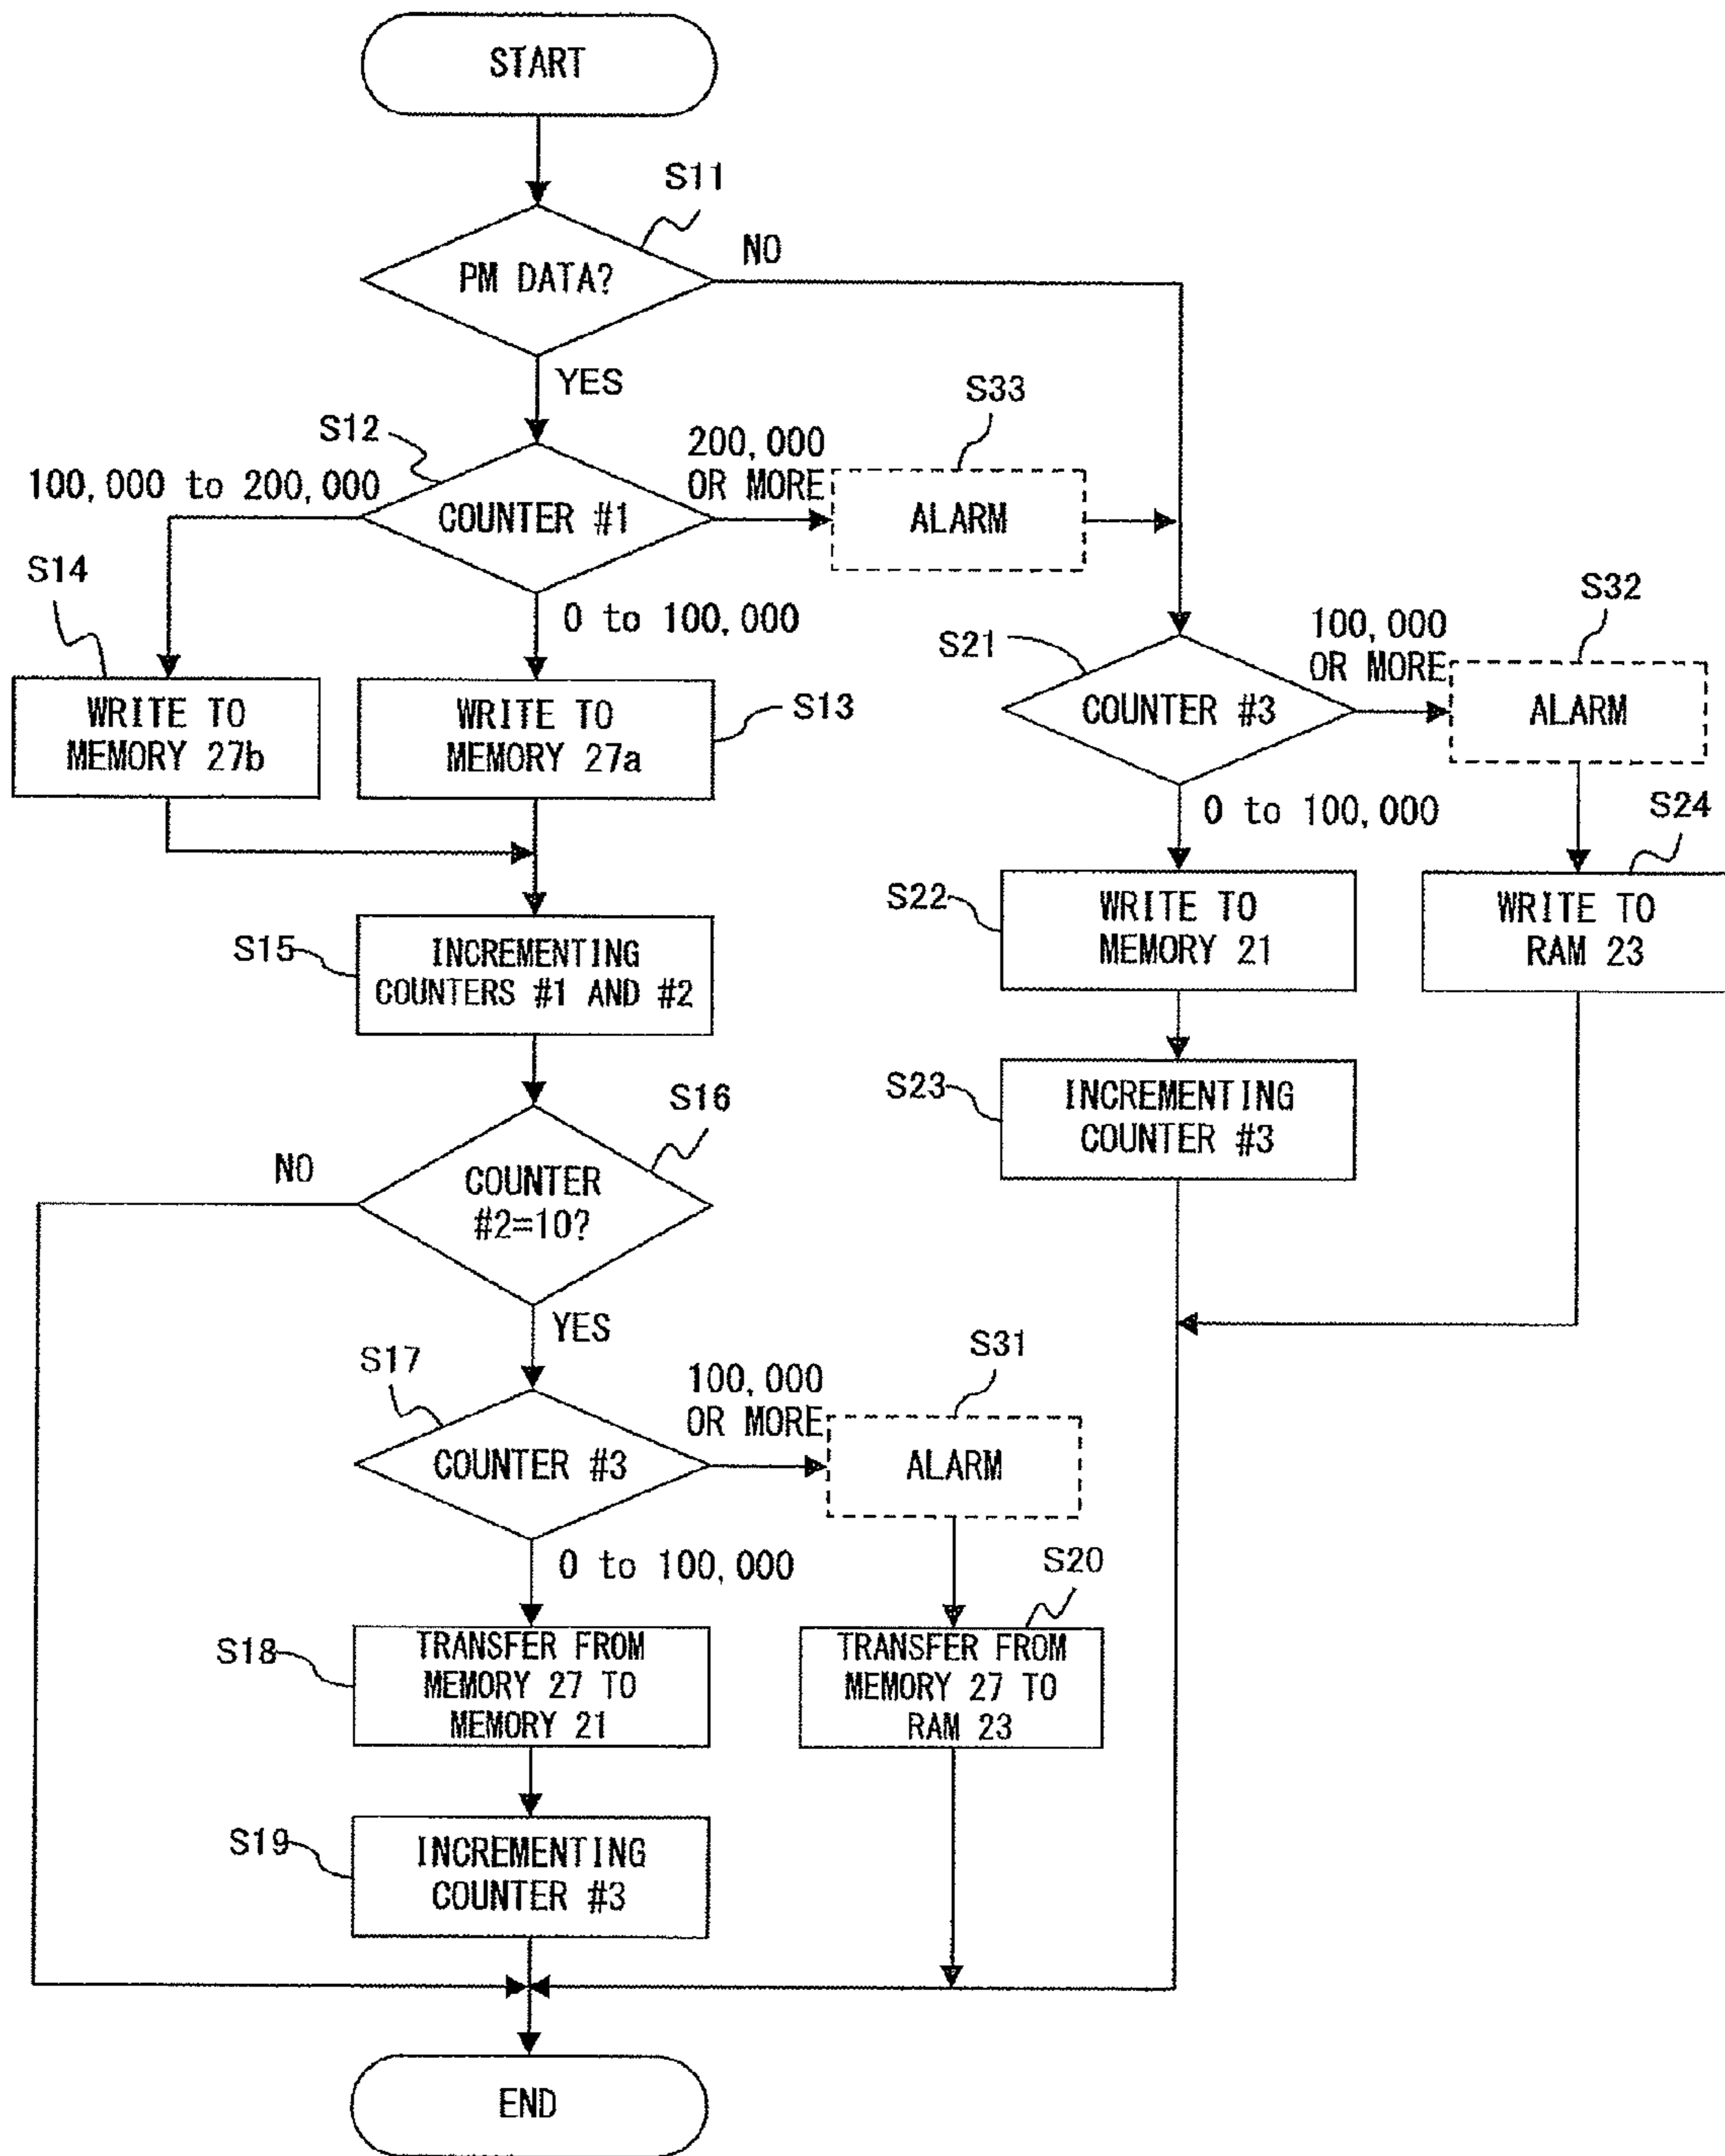 START
S11
PM DATA?
NO
YES
S12
100,000 to 200,000
COUNTER #1
200,000
OR MORE
S33
ALARM
0 to 100,000
S14
WRITE TO
MEMORY 27b
WRITE TO
MEMORY 27a
S13
S21
COUNTER #3
100,000
OR MORE
S32
ALARM
0 to 100,000
S24
S22
WRITE TO
MEMORY 21
WRITE TO
RAM 23
S15
INCREMENTING
COUNTERS #1 AND #2
S23
INCREMENTING
COUNTER #3
S16
NO
COUNTER
#2=10?
YES
S17
COUNTER #3
100,000
OR MORE
S31
ALARM
0 to 100,000
S20
S18
TRANSFER FROM
MEMORY 27 TO
MEMORY 21
TRANSFER FROM
MEMORY 27 TO
RAM 23
S19
INCREMENTING
COUNTER #3
END